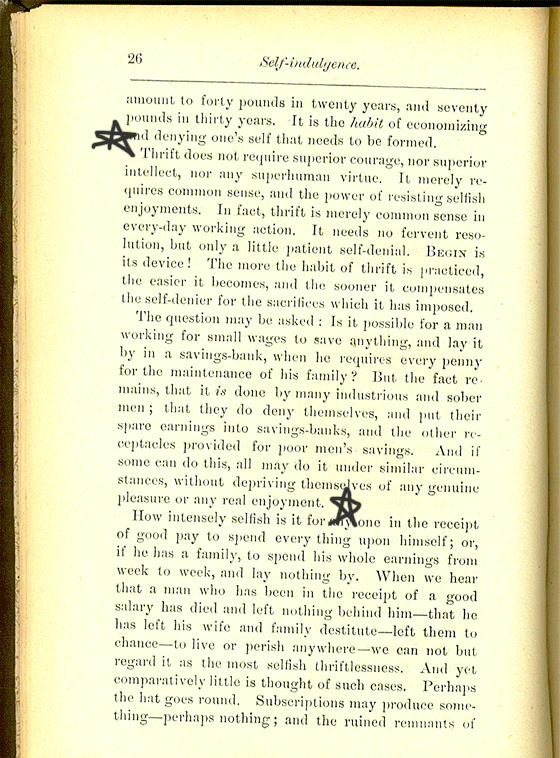 26
Self-indulgence.
amount to forty pounds in twenty years, and seventy
pounds in thirty years. It is the habit of economizing
and denying one's self that needs to be formed.
Thrift does not require superior courage, nor superior
intellect, nor any superhuman virtue. It merely re-
quires common sense, and the power of resisting selfish
enjoyments. In fact, thrift is merely common sense in
every-day working action. It needs no fervent reso-
lution, but only a little patient self-denial. BEGIN is
its device! The more the habit of thrift is practiced,
the easier it becomes, and the sooner it compensates
the self-denier for the sacrifices which it has imposed.
The question may be asked: Is it possible for a man
working for small wages to save anything, and lay it
by in a savings-bank, when he requires every penny
for the maintenance of his family? But the fact re-
mains, that it is done by many industrious and sober
men; that they do deny themselves, and put their
spare earnings into savings-banks, and the other re-
ceptacles provided for poor men's savings. And if
some can do this, all may do it under similar circum-
stances, without depriving themselves of any genuine
pleasure or any real enjoyment.
How intensely selfish is it for any one in the receipt
of good pay to spend every thing upon himself; or,
if he has a family, to spend his whole earnings from
week to week, and lay nothing by. When we hear
that a man who has been in the receipt of a good
salary has died and left nothing behind him—that he
has left his wife and family destitute—left them to
chance—to live or perish anywhere—we can not but
regard it as the most selfish thriftlessness. And yet
comparatively little is thought of such cases. Perhaps
the hat goes round. Subscriptions may produce some-
thing—perhaps nothing; and the ruined remnants of